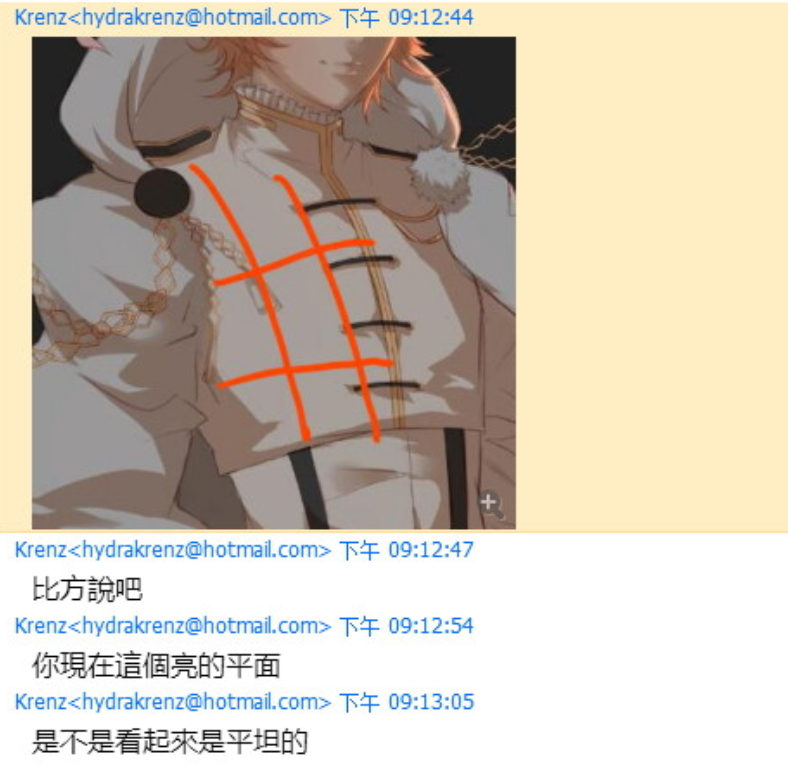 Krenz<hydrakrenz@hotmail.com> 下午 09:12:44
Krenz<hydrakrenz@hotmail.com> 下午 09:12:47
比方說吧
Krenz<hydrakrenz@hotmail.com> 下午 09:12:54
你現在這個亮的平面
Krenz<hydrakrenz@hotmail.com> 下午 09:13:05
是不是看起來是平坦的